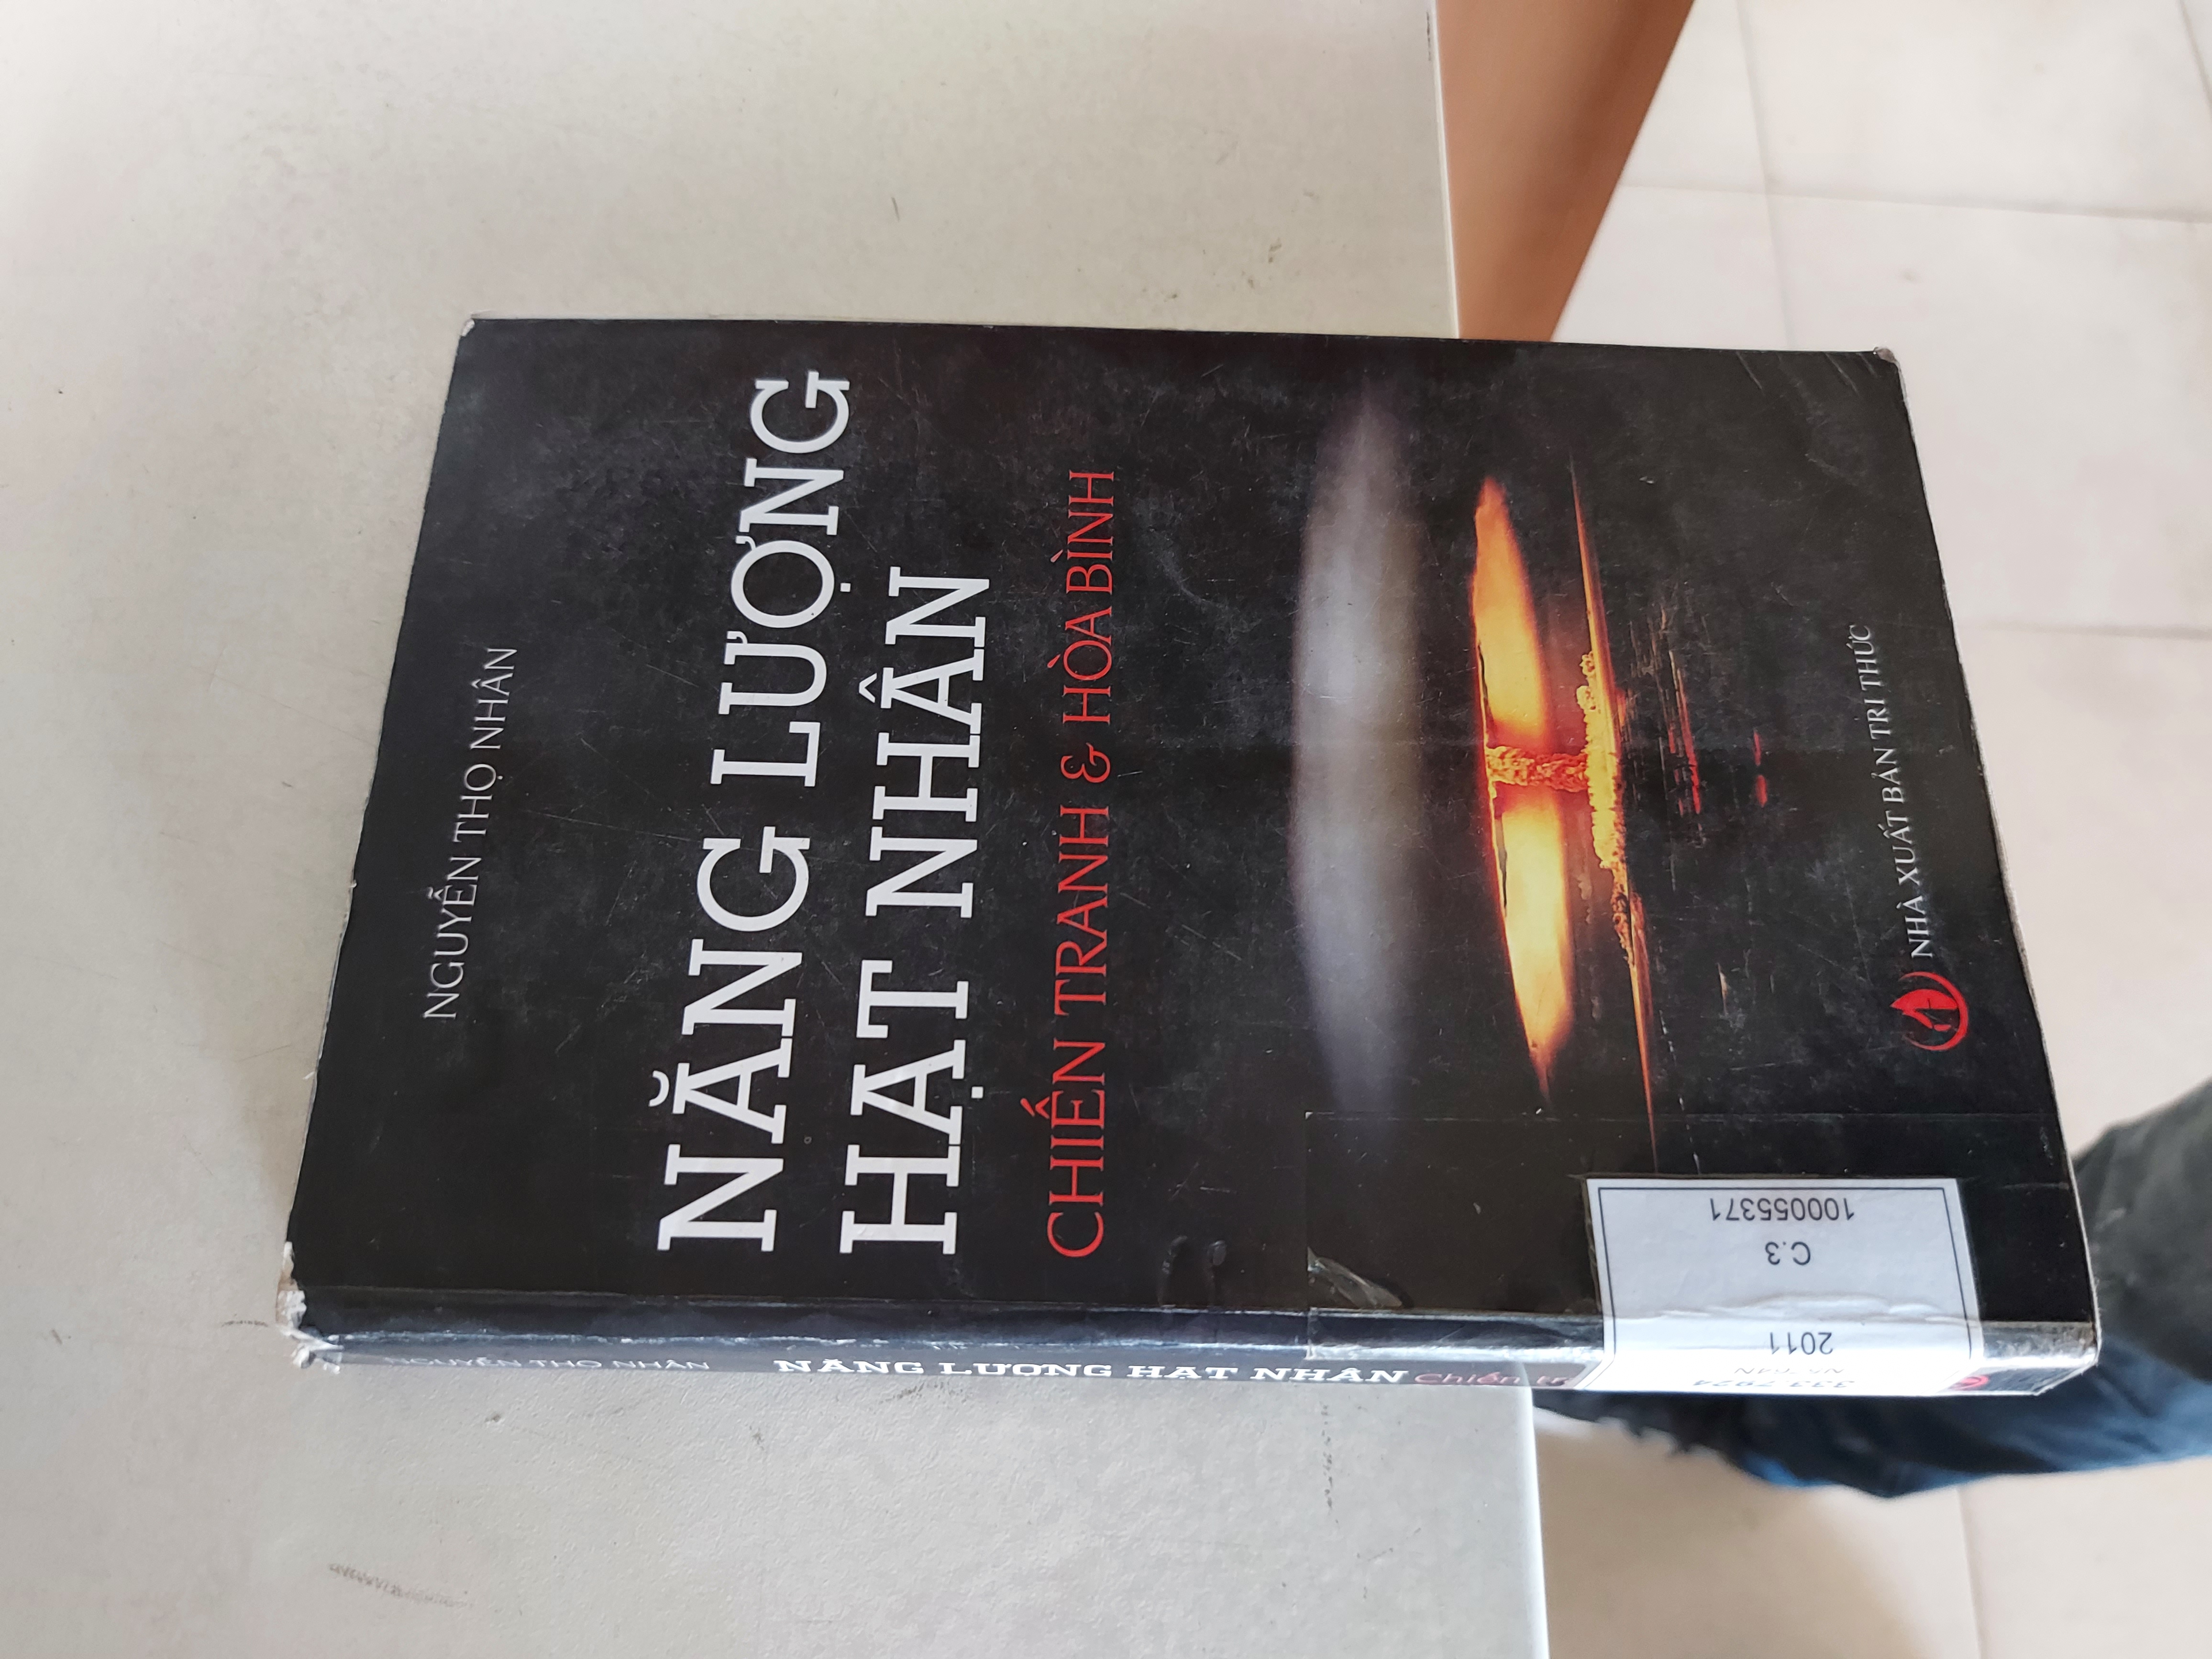 NGUYỄN THỌ NHÂN
NĂNG LƯỢNG
HẠT NHÂN
CHIẾN TRANH & HÒA BÌNH
NHÀ XUẤT BẢN TRI THỨC
NGUYỄN THỌ NHÂN
NĂNG LƯỢNG HẠT NHÂN
2011
C.3
100055371